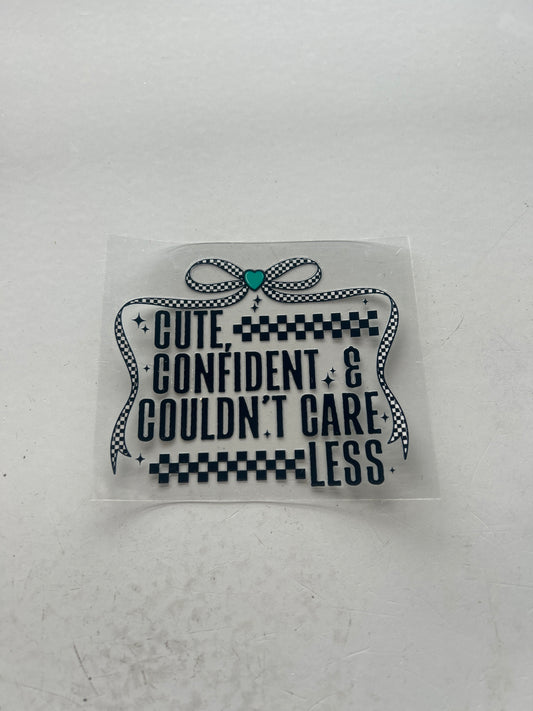 CUTE,
CONFIDENT &
COULDN'T CARE
LESS